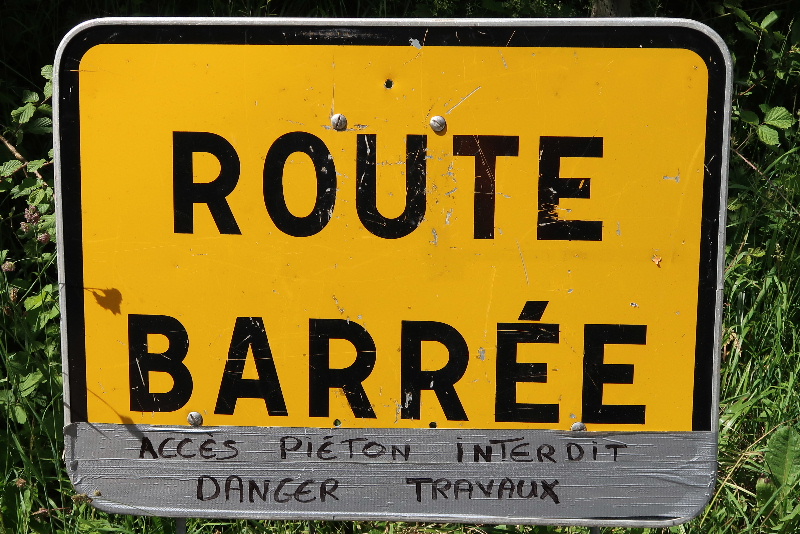 ROUTE
BARRÉE
ACCÈS PIÉTON INTERDIT
DANGER TRAVAUX